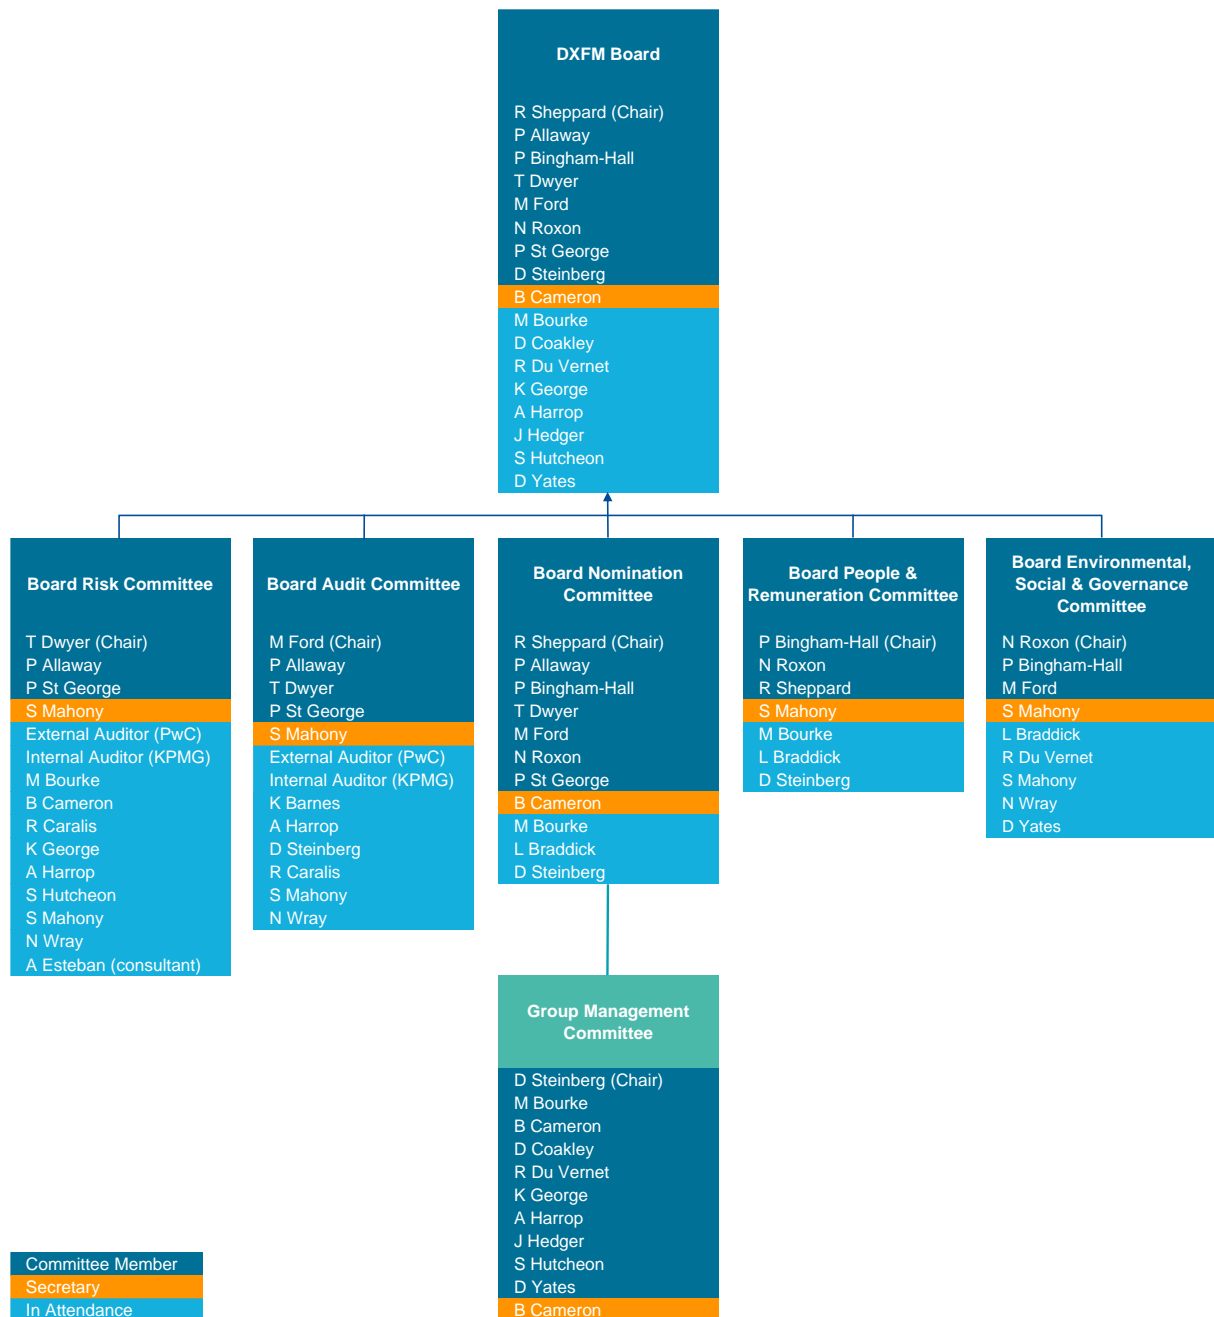 DXFM Board
R Sheppard (Chair)
P Allaway
P Bingham-Hall
T Dwyer
M Ford
N Roxon
P St George
D Steinberg
B Cameron
M Bourke
D Coakley
R Du Vernet
K George
A Harrop
J Hedger
S Hutcheon
D Yates
Board Risk Committee
T Dwyer (Chair)
P Allaway
P St George
S Mahony
External Auditor (PwC)
Internal Auditor (KPMG)
M Bourke
B Cameron
R Caralis
K George
A Harrop
S Hutcheon
S Mahony
N Wray
A Esteban (consultant)
Board Audit Committee
M Ford (Chair)
P Allaway
T Dwyer
P St George
S Mahony
External Auditor (PwC)
Internal Auditor (KPMG)
K Barnes
A Harrop
D Steinberg
R Caralis
S Mahony
N Wray
Board Nomination
Committee
R Sheppard (Chair)
P Allaway
P Bingham-Hall
T Dwyer
M Ford
N Roxon
P St George
B Cameron
M Bourke
L Braddick
D Steinberg
Board People &
Remuneration Committee
P Bingham-Hall (Chair)
N Roxon
R Sheppard
S Mahony
M Bourke
L Braddick
D Steinberg
Board Environmental,
Social & Governance
Committee
N Roxon (Chair)
P Bingham-Hall
M Ford
S Mahony
L Braddick
R Du Vernet
S Mahony
N Wray
D Yates
Group Management
Committee
D Steinberg (Chair)
M Bourke
B Cameron
D Coakley
R Du Vernet
K George
A Harrop
J Hedger
S Hutcheon
D Yates
B Cameron
Committee Member
Secretary
In Attendance